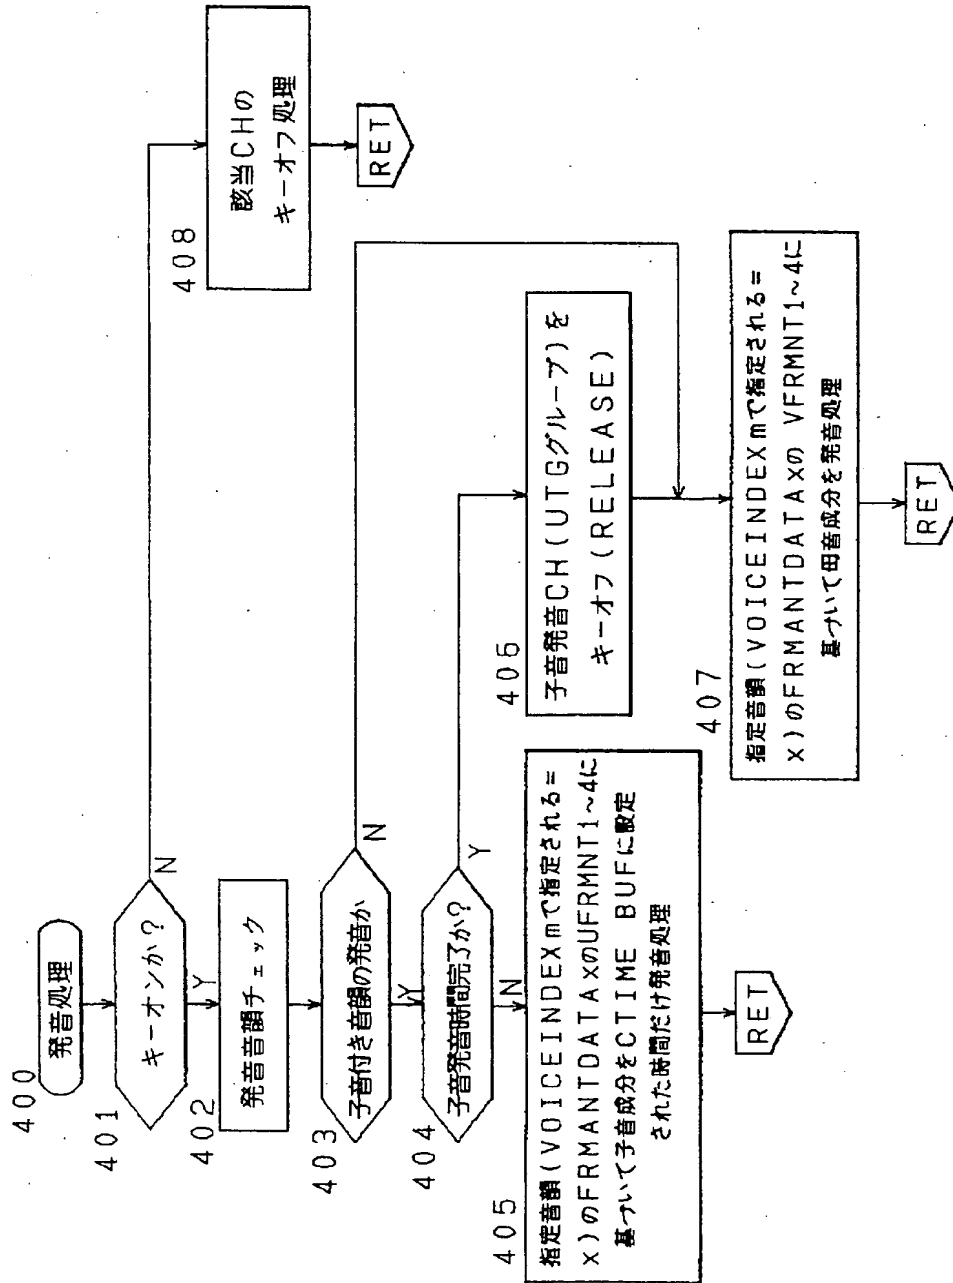 400
発音処理
401
キーオンか?
N
Y
402
発音音韻チェック
403
子音付き音韻の発音か
N
Y
404
子音発音時間完了か?
Y
N
405
指定音韻(VOICEINDEXmで指定される=
x)のFRMANTDATAxのUFRMNT1~4に
基づいて子音成分をCTIME BUFに設定
された時間だけ発音処理
RET
406
子音発音CH(UTGグループ)を
キーオフ(RELEASE)
407
指定音韻(VOICEINDEXmで指定される=
x)のFRMANTDATAxの VFRMNT1~4に
基づいて母音成分を発音処理
RET
408
該当CHの
キーオフ処理
RET